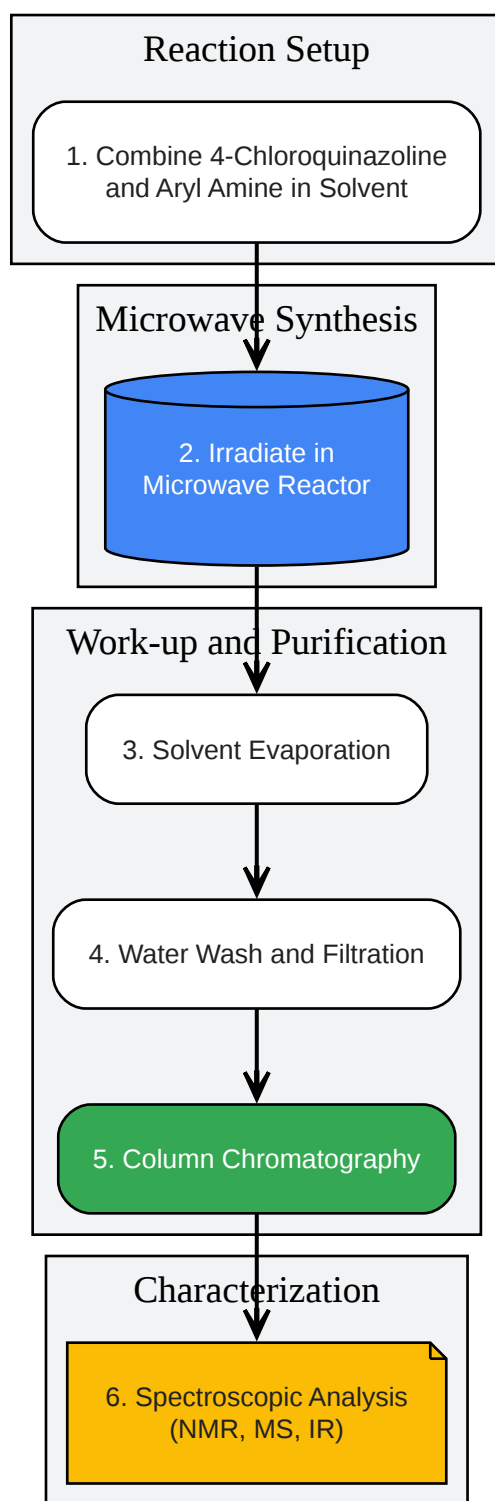 Reaction Setup
1. Combine 4-Chloroquinazoline
and Aryl Amine in Solvent
Microwave Synthesis
2. Irradiate in
Microwave Reactor
Work-up and Purification
3. Solvent Evaporation
4. Water Wash and Filtration
5. Column Chromatography
Characterization
6. Spectroscopic Analysis
(NMR, MS, IR)